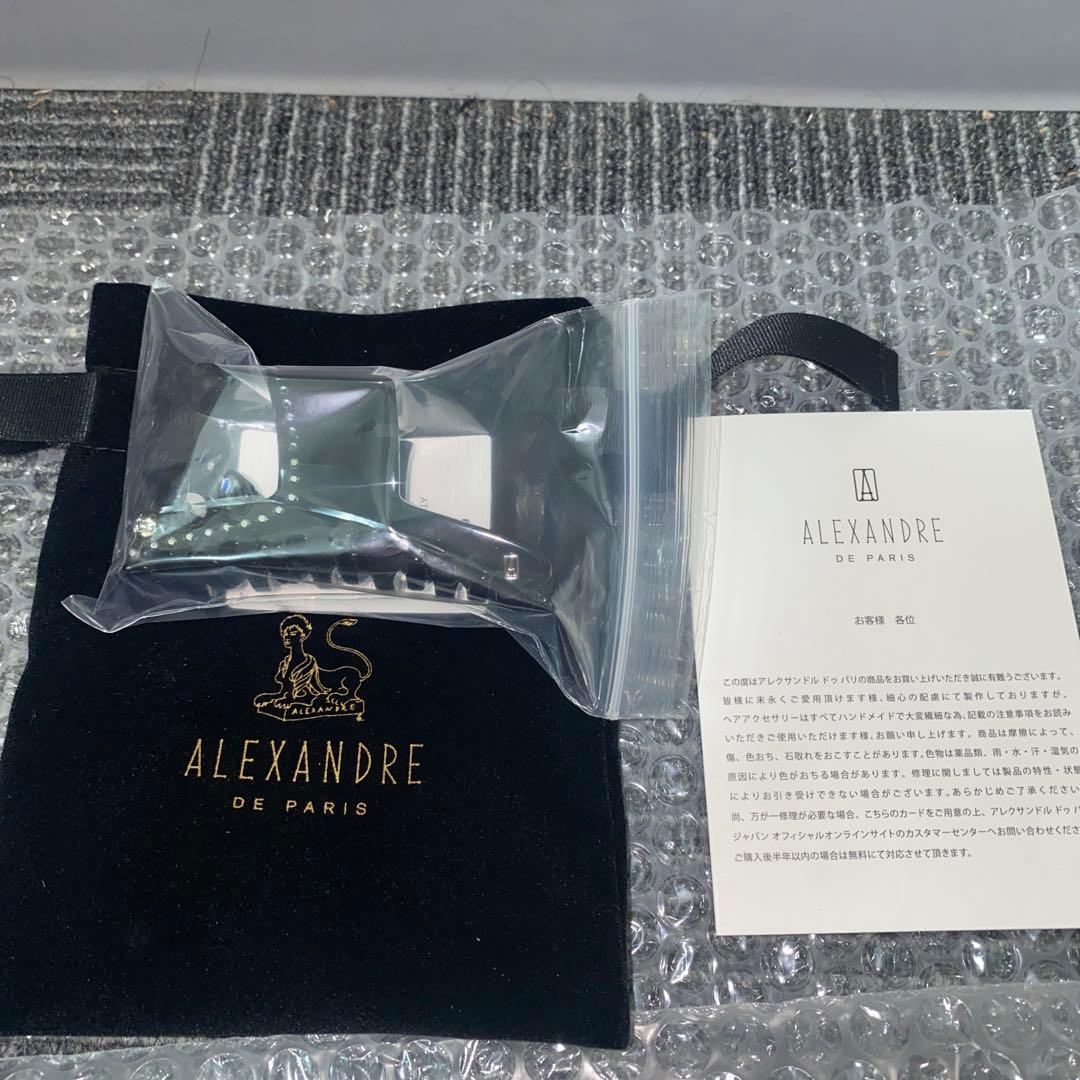 ALEXANDRE
ALEXANDRE
DE PARIS
A
ALEXANDRE
DE PARIS
お客様 各位
この度はアレクサンドル ドゥ パリの商品をお買い上げいただき誠に有難うございます。
皆様に末永くご愛用頂けます様、細心の配慮にて製作しておりますが、
ヘアアクセサリーはすべてハンドメイドで大変繊細な為、記載の注意事項をお読み
いただきご使用いただけます様、お願い申し上げます。商品は摩擦によって、
傷、色おち、石取れをおこすことがあります。色物は薬品類、雨・水・汗・湿気の
原因により色がおちる場合があります。修理に関しましては製品の特性・状態
によりお引き受けできない場合がございます。あらかじめご了承ください
尚、万が一修理が必要な場合、こちらのカードをご用意の上、アレクサンドル ドゥ パ
ジャパン オフィシャルオンラインサイトのカスタマーセンターへお問い合わせくださ
ご購入後半年以内の場合は無料にて対応させて頂きます。